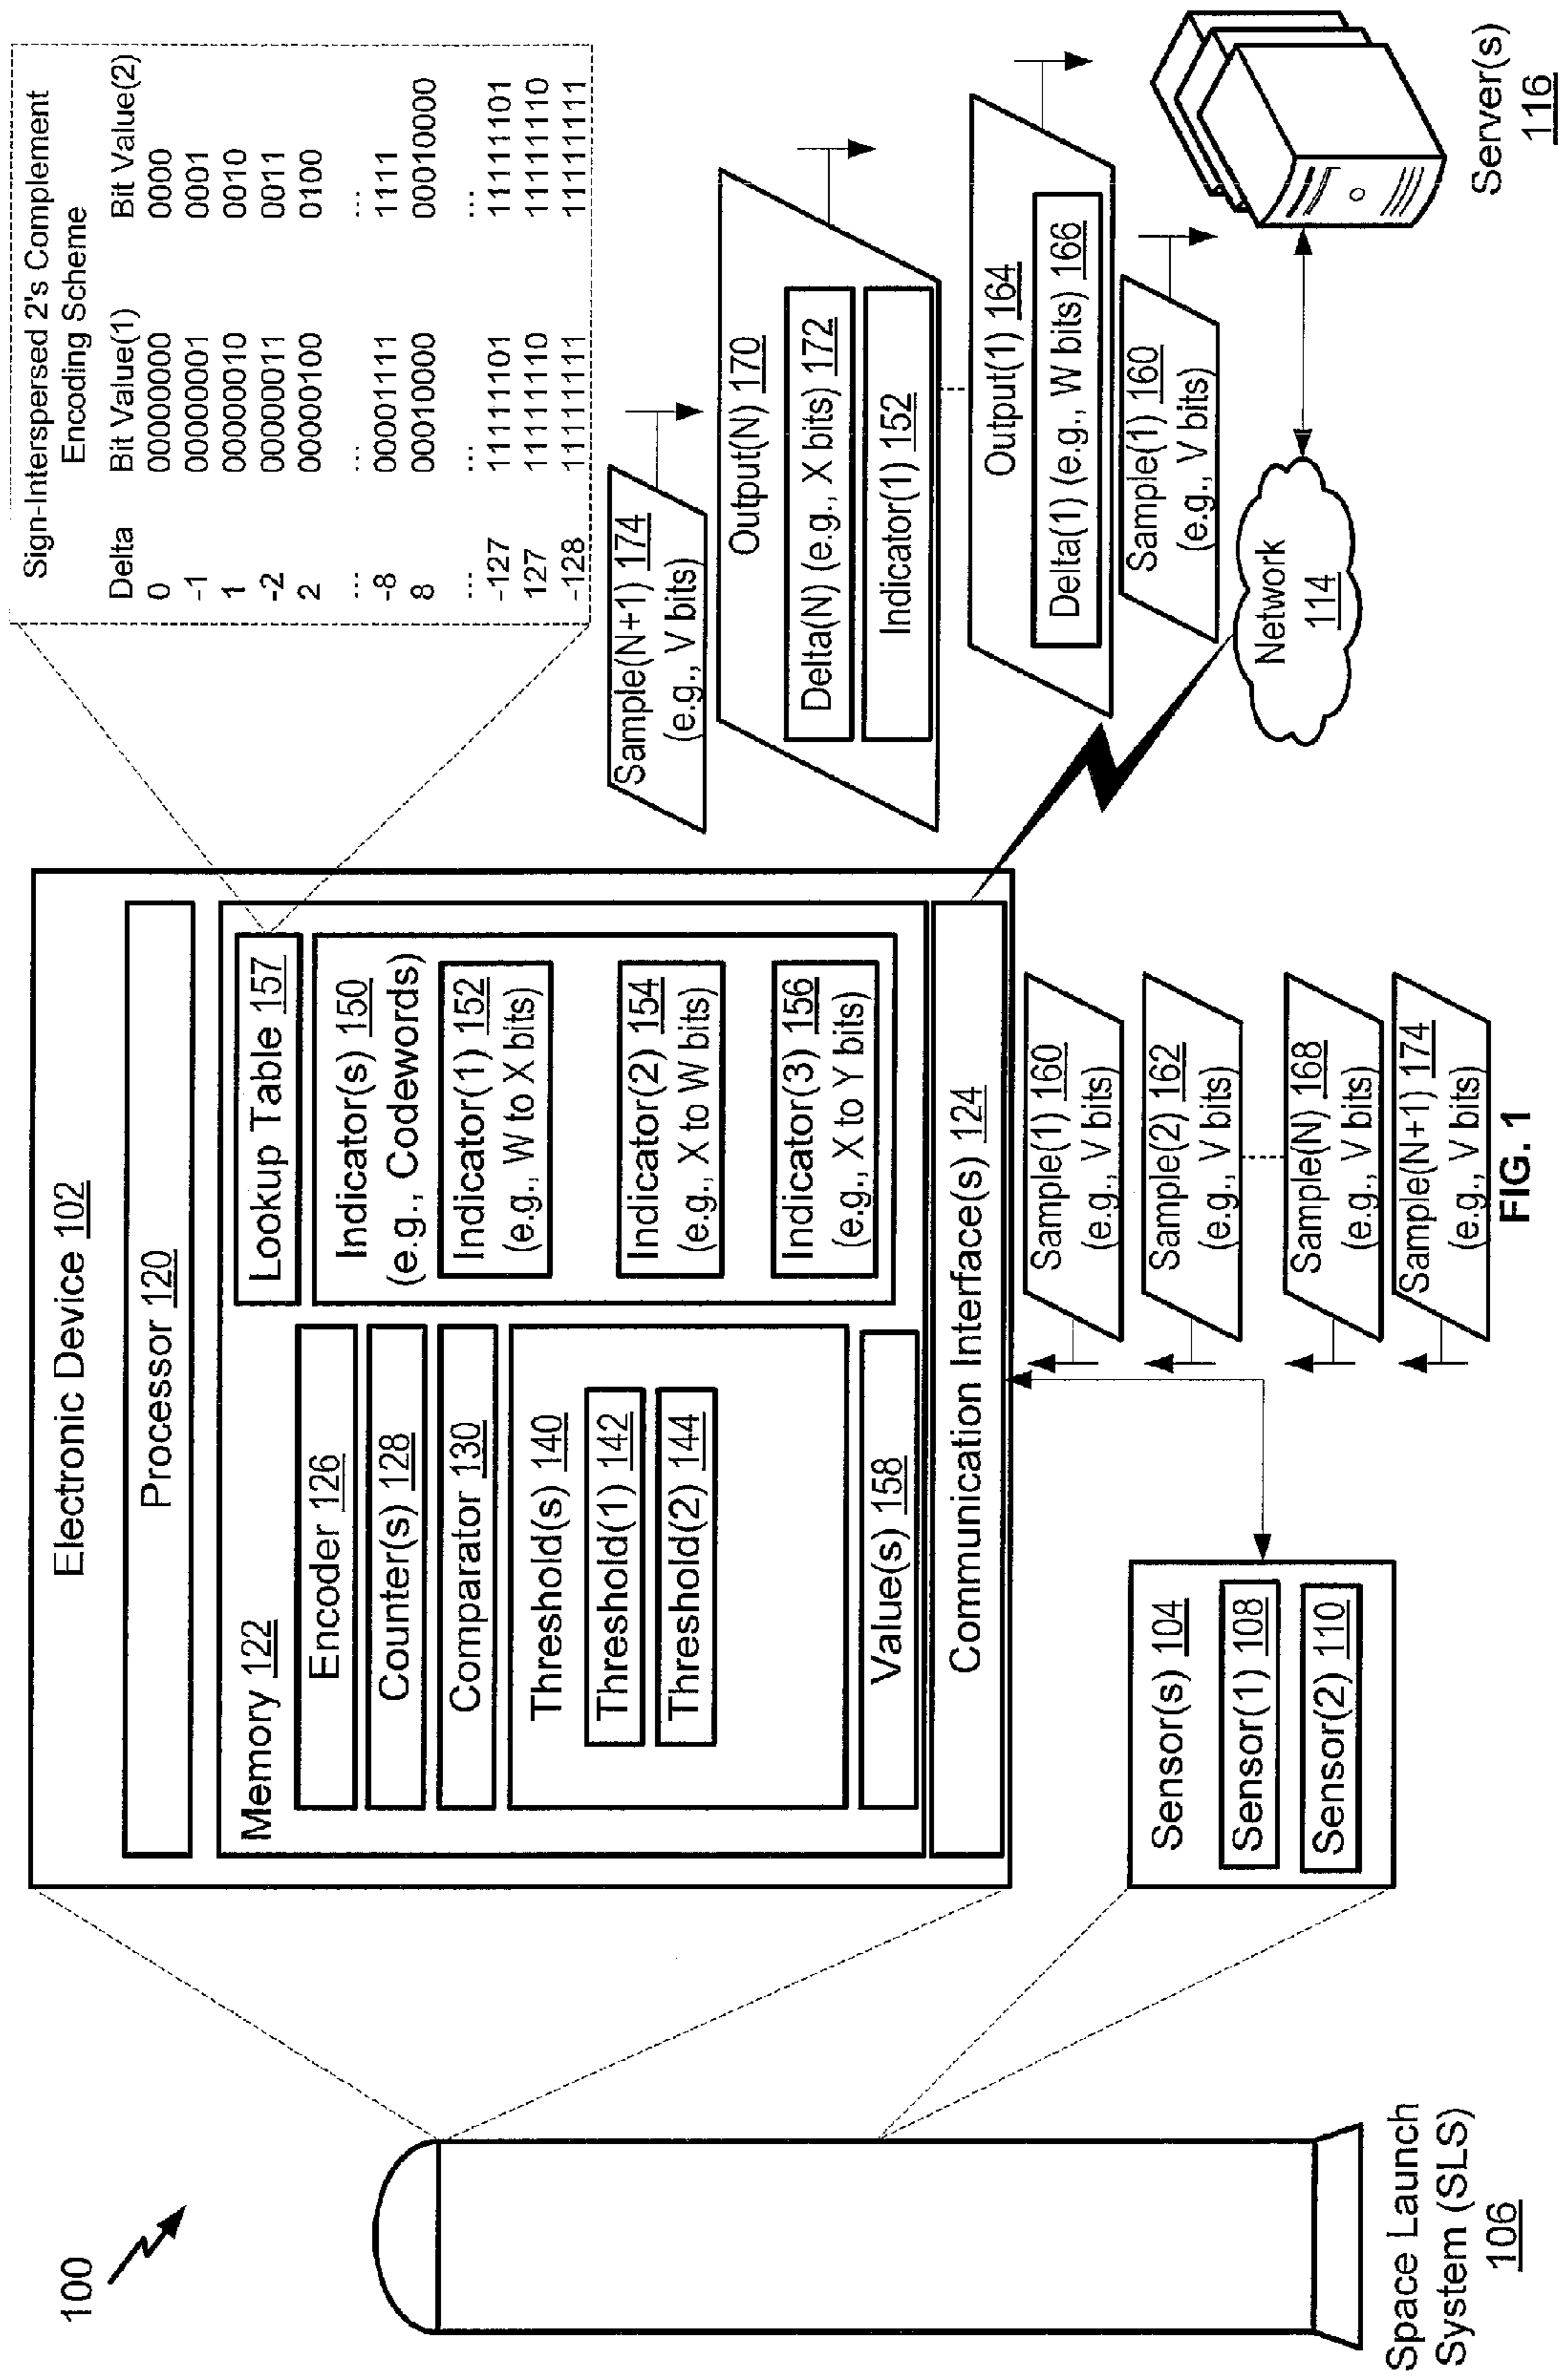 100
Space Launch
System (SLS)
106
Electronic Device 102
Processor 120
Memory 122
Encoder 126
Counter(s) 128
Comparator 130
Threshold(s) 140
Threshold(1) 142
Threshold(2) 144
Value(s) 158
Lookup Table 157
Indicator(s) 150
(e.g., Codewords)
Indicator(1) 152
(e.g., W to X bits)
Indicator(2) 154
(e.g., X to W bits)
Indicator(3) 156
(e.g., X to Y bits)
Communication Interface(s) 124
Sensor(s) 104
Sensor(1) 108
Sensor(2) 110
Sample(1) 160
(e.g., V bits)
Sample(2) 162
(e.g., V bits)
Sample(N) 168
(e.g., V bits)
Sample(N+1) 174
(e.g., V bits)
Sign-Interspersed 2's Complement
Encoding Scheme
Delta Bit Value(1) Bit Value(2)
0 00000000 0000
-1 00000001 0001
1 00000010 0010
-2 00000011 0011
2 00000100 0100
... ... ...
-8 00001111 1111
8 00010000 00010000
... ... ...
-127 11111101 11111101
127 11111110 11111110
-128 11111111 11111111
Sample(N+1) 174
(e.g., V bits)
Output(N) 170
Delta(N) (e.g., X bits) 172
Indicator(1) 152
Output(1) 164
Delta(1) (e.g., W bits) 166
Sample(1) 160
(e.g., V bits)
Network
114
Server(s)
116
FIG. 1